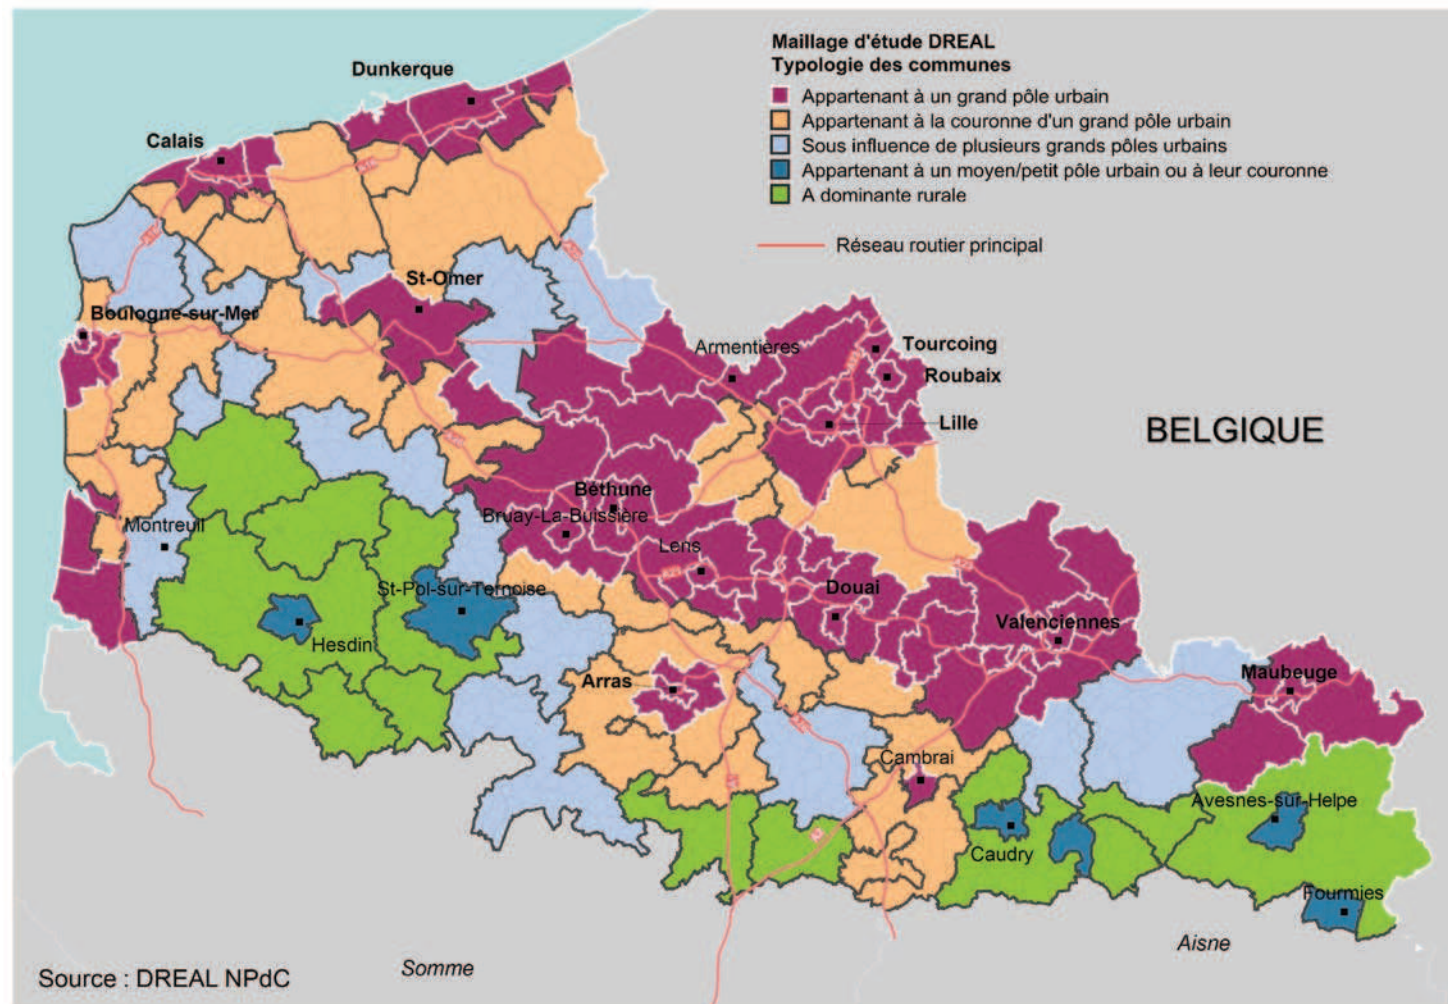 Maillage d'étude DREAL
Typologie des communes
Appartenant à un grand pôle urbain
Appartenant à la couronne d'un grand pôle urbain
Sous influence de plusieurs grands pôles urbains
Appartenant à un moyen/petit pôle urbain ou à leur couronne
A dominante rurale
Réseau routier principal
Dunkerque
Calais
St-Omer
Boulogne-sur-Mer
Armentières
Tourcoing
Roubaix
Lille
BELGIQUE
Béthune
Bruay-La-Buissière
Montreuil
Lens
St-Pol-sur-Ternoise
Douai
Hesdin
Valenciennes
Arras
Maubeuge
Cambrai
Avesnes-sur-Helpe
Caudry
Fourmies
Aisne
Somme
Source : DREAL NPdC